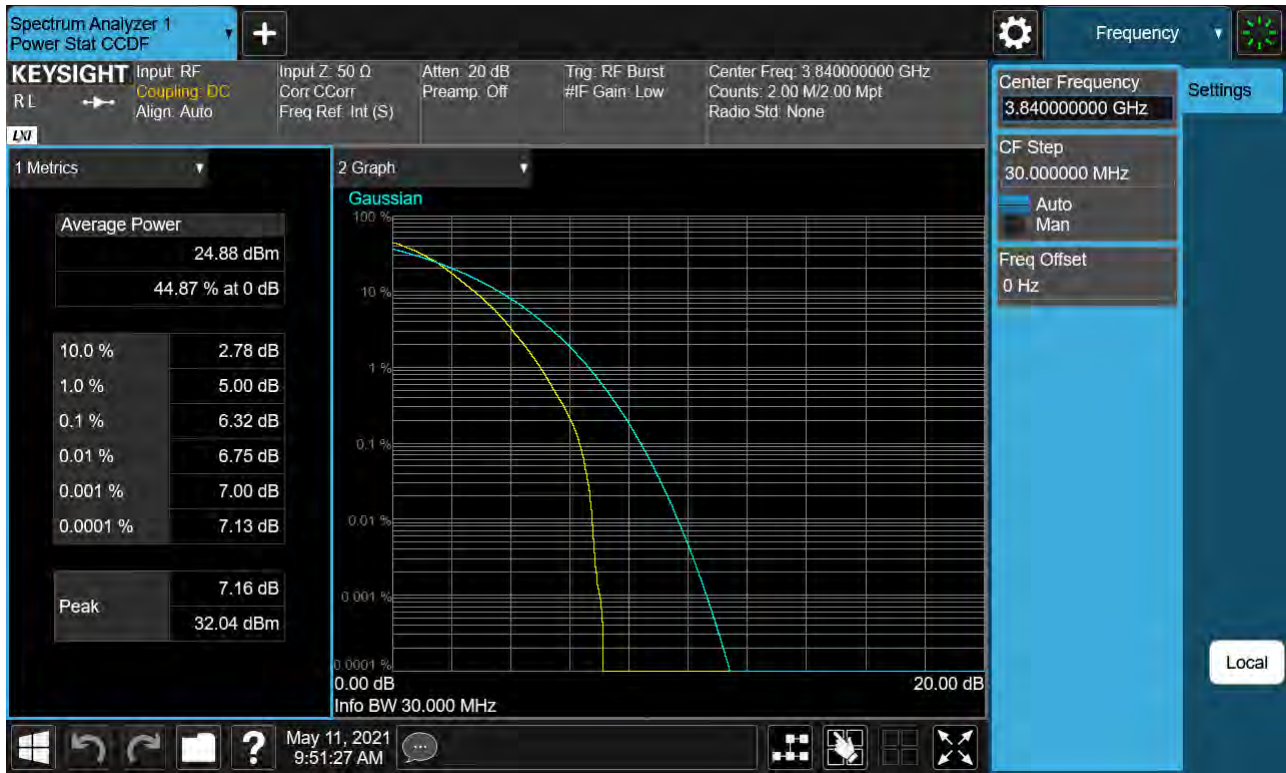 Spectrum Analyzer 1
Power Stat CCDF
+
Frequency
KEYSIGHT
RL
LXI
Input: RF
Coupling: DC
Align: Auto
Input Z: 50 Ω
Corr CCorr
Freq Ref: Int (S)
Atten: 20 dB
Preamp: Off
Trig: RF Burst
#IF Gain: Low
Center Freq: 3.840000000 GHz
Counts: 2.00 M/2.00 Mpt
Radio Std: None
Center Frequency
3.840000000 GHz
Settings
CF Step
30.000000 MHz
Auto
Man
Freq Offset
0 Hz
1 Metrics
Average Power
24.88 dBm
44.87 % at 0 dB
10.0 % 2.78 dB
1.0 % 5.00 dB
0.1 % 6.32 dB
0.01 % 6.75 dB
0.001 % 7.00 dB
0.0001 % 7.13 dB
Peak
7.16 dB
32.04 dBm
2 Graph
Gaussian
100 %
10 %
1 %
0.1 %
0.01 %
0.001 %
0.0001 %
0.00 dB 20.00 dB
Info BW 30.000 MHz
Local
?
May 11, 2021
9:51:27 AM